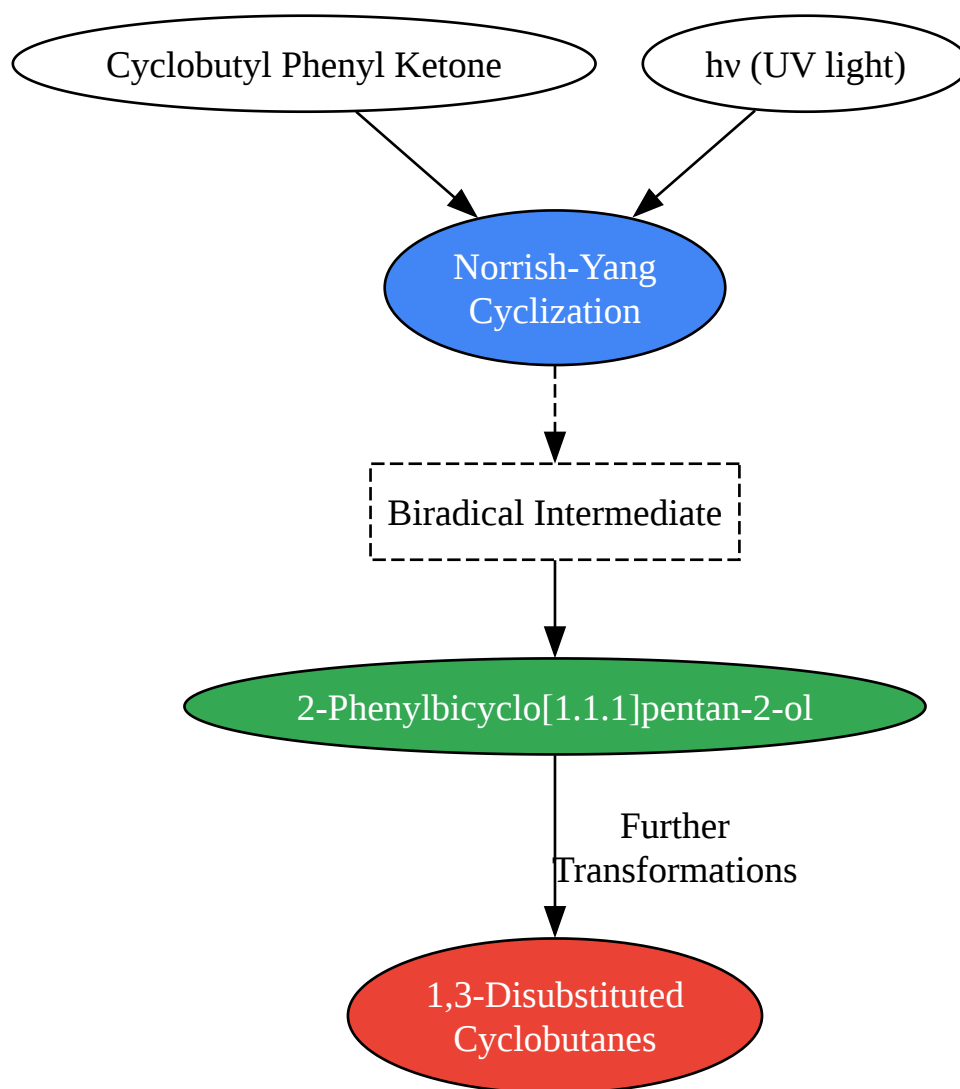 Cyclobutyl Phenyl Ketone
hν (UV light)
Norrish-Yang
Cyclization
Biradical Intermediate
2-Phenylbicyclo[1.1.1]pentan-2-ol
Further
Transformations
1,3-Disubstituted
Cyclobutanes